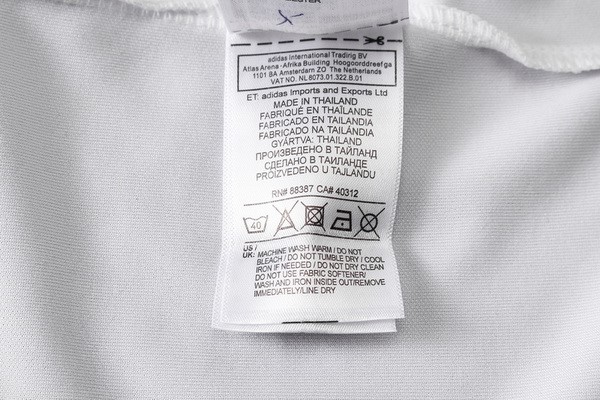 adidas International Trading BV
Atlas Arena -Afrika Building Hoogoorddreef 9a
1101 BA Amsterdam ZO The Netherlands
VAT NO. NL8073.01.322.B.01
ET: adidas Imports and Exports Ltd
MADE IN THAILAND
FABRIQUÉ EN THAÏLANDE
FABRICADO EN TAILANDIA
FABRICADO NA TAILÂNDIA
GYÁRTVA: THAILAND
ПРОИЗВЕДЕНО В ТАЙЛАНД
СДЕЛАНО В ТАИЛАНДЕ
PROIZVEDENO U TAJLANDU
RN# 88387 CA# 40312
40
US /
UK: MACHINE WASH WARM / DO NOT
BLEACH / DO NOT TUMBLE DRY / COOL
IRON IF NEEDED / DO NOT DRY CLEAN
DO NOT USE FABRIC SOFTENER/
WASH AND IRON INSIDE OUT/REMOVE
IMMEDIATELY/LINE DRY